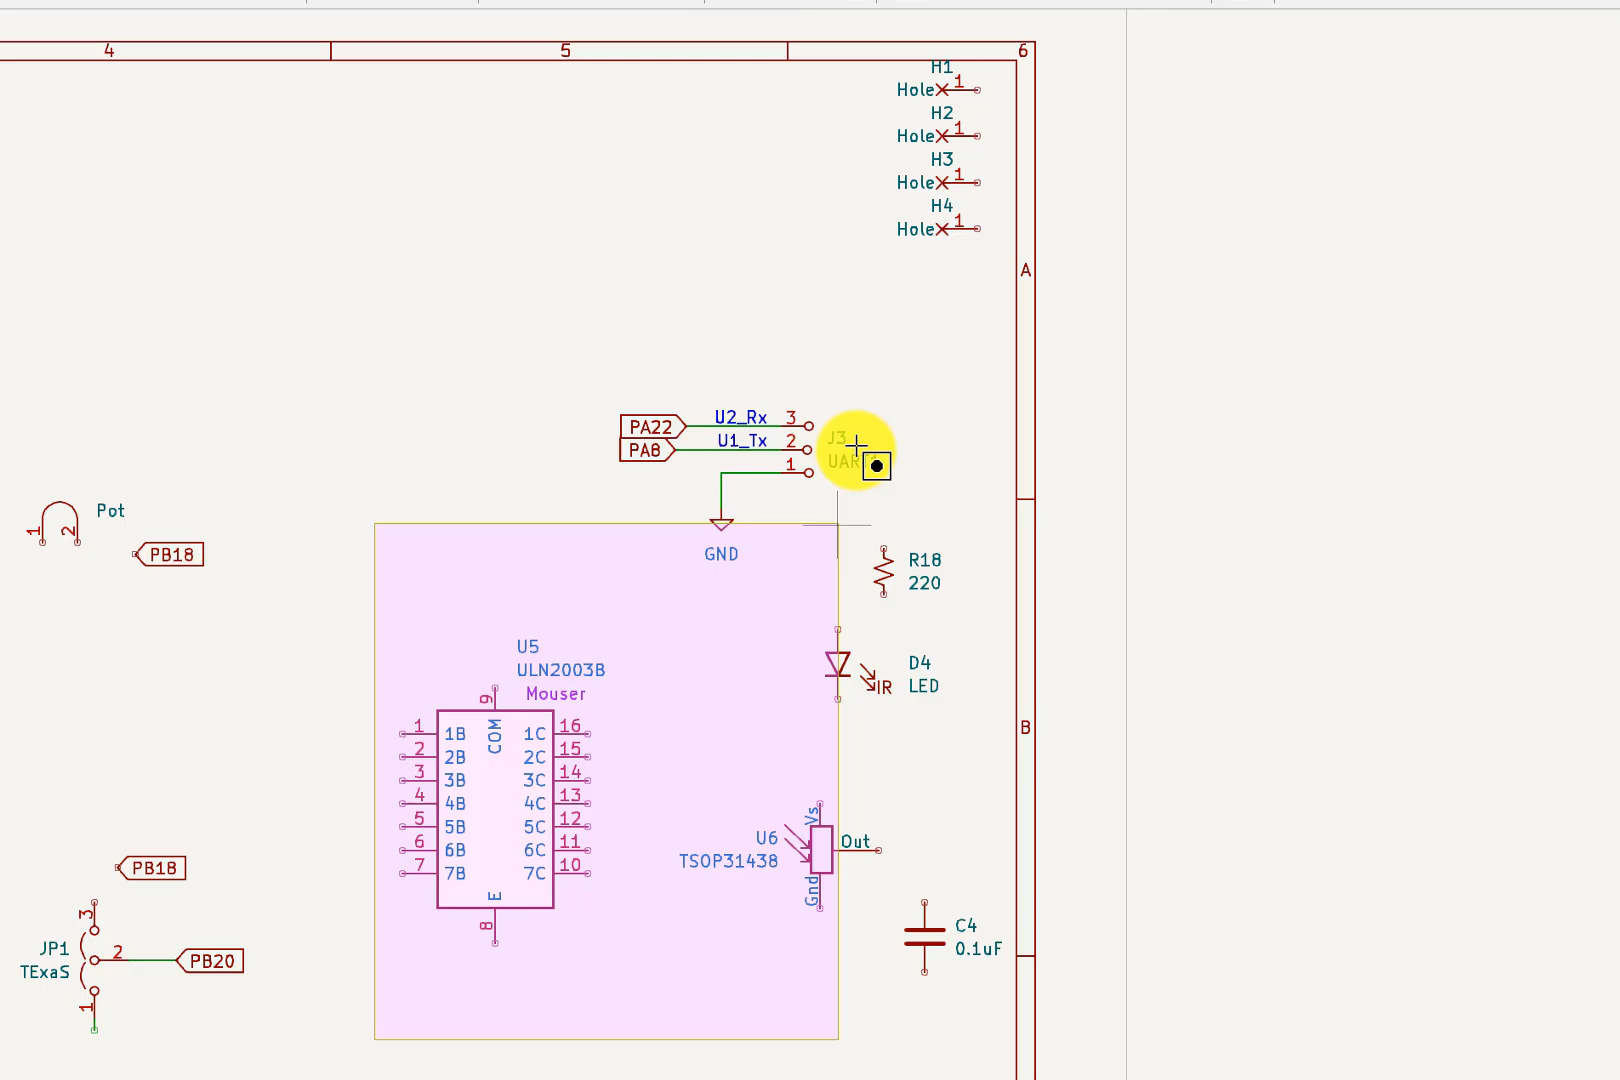 4 5 6
H1
Hole 1
H2
Hole 1
H3
Hole 1
H4
Hole 1
A
PA22 U2_Rx 3
PA8 U1_Tx 2
1
J3
GND
1 2 Pot
PB18
R18
220
D4
LED
IR
U5
ULN2003B
Mouser
9
COM
1 1B 1C 16
2 2B 2C 15
3 3B 3C 14
4 4B 4C 13
5 5B 5C 12
6 6B 6C 11
7 7B 7C 10
E
8
B
Vs
U6
TSOP31438
Out
Gnd
PB18
3
JP1
TExaS
2
PB20
1
C4
0.1uF